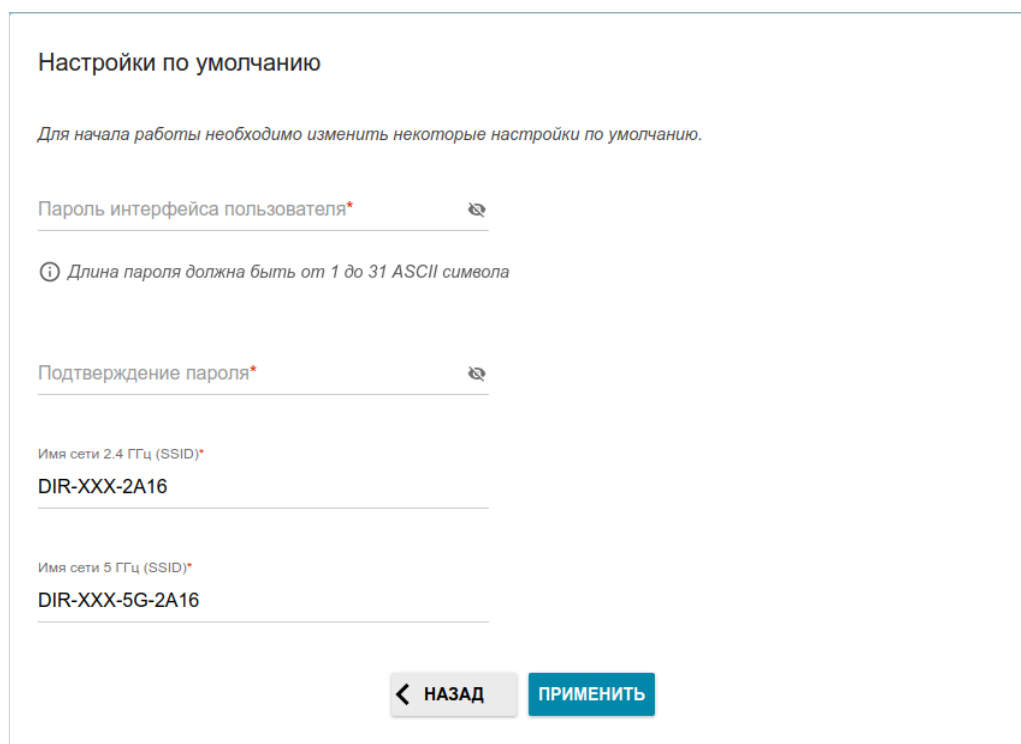 Настройки по умолчанию
Для начала работы необходимо изменить некоторые настройки по умолчанию.
Пароль интерфейса пользователя*
Длина пароля должна быть от 1 до 31 ASCII символа
Подтверждение пароля*
Имя сети 2.4 ГГц (SSID)*
DIR-XXX-2A16
Имя сети 5 ГГц (SSID)*
DIR-XXX-5G-2A16
НАЗАД ПРИМЕНИТЬ